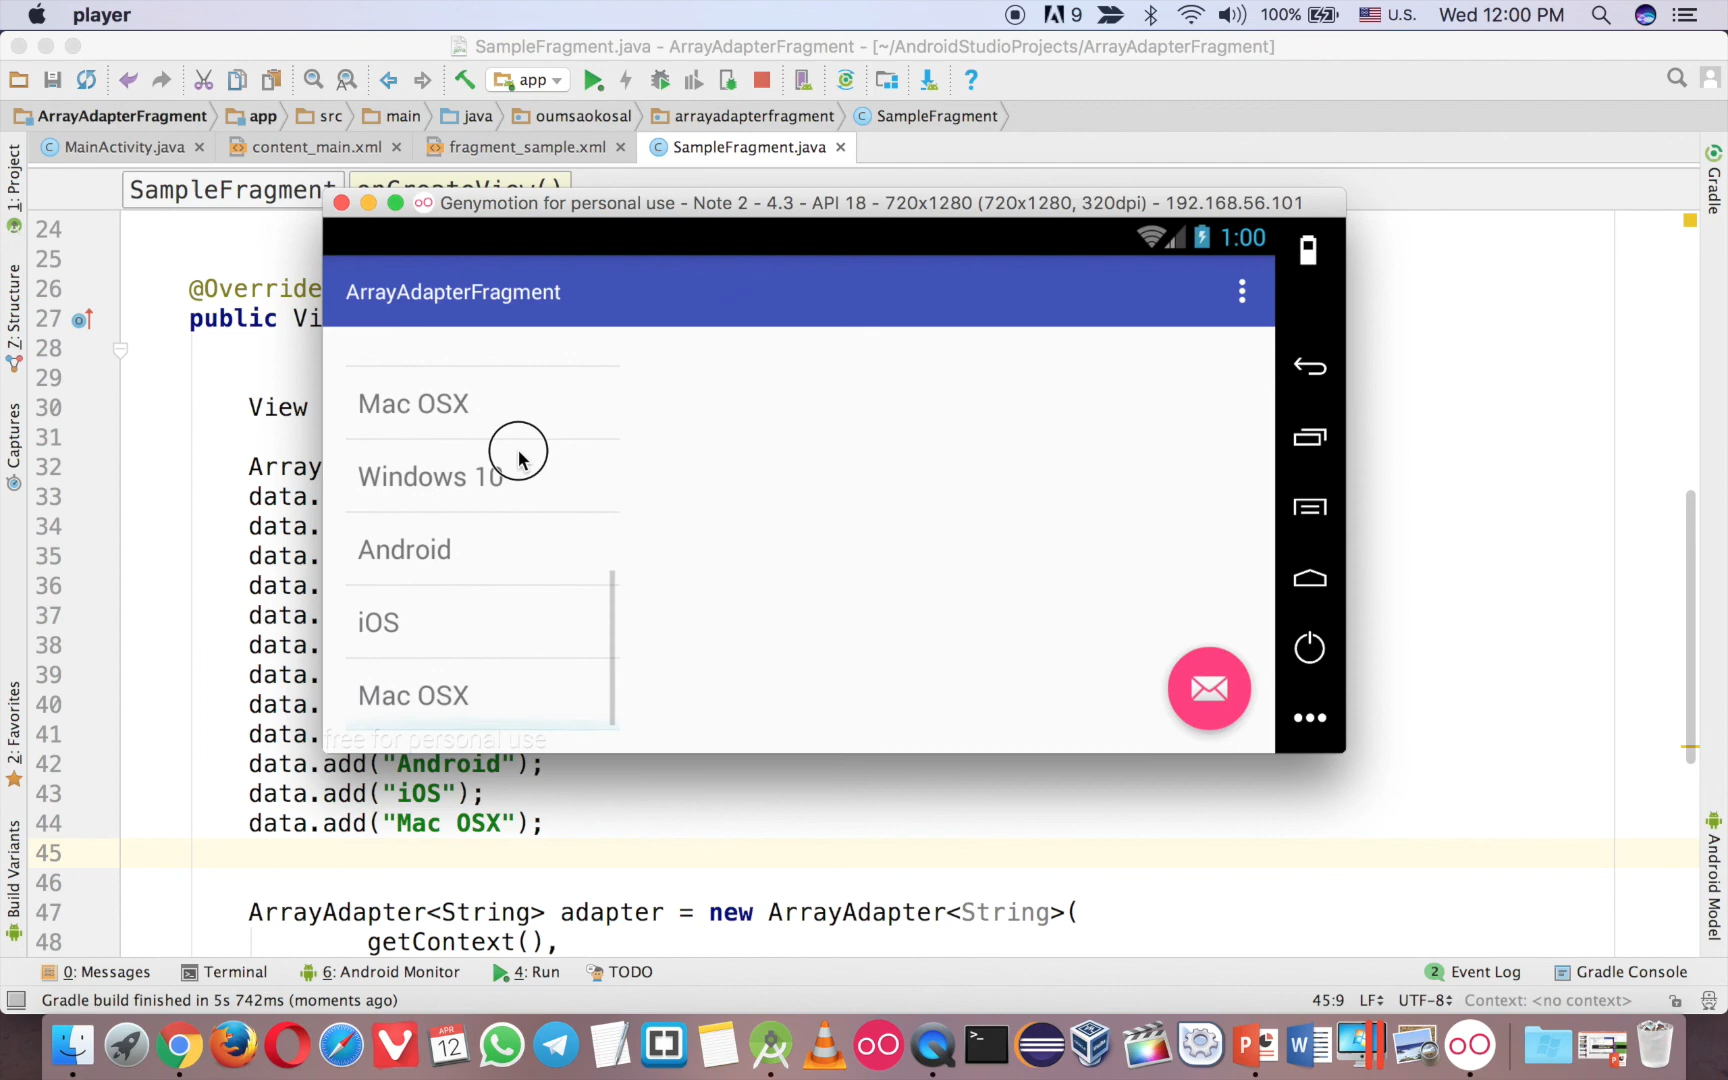 player
9
100%
U.S.
Wed 12:00 PM
SampleFragment.java - ArrayAdapterFragment - [~/AndroidStudioProjects/ArrayAdapterFragment]
app
ArrayAdapterFragment
app
src
main
java
oumsaokosal
arrayadapterfragment
SampleFragment
MainActivity.java
content_main.xml
fragment_sample.xml
SampleFragment.java
SampleFragment
onCreateView()
Genymotion for personal use - Note 2 - 4.3 - API 18 - 720x1280 (720x1280, 320dpi) - 192.168.56.101
1:00
ArrayAdapterFragment
Mac OSX
Windows 10
Android
iOS
Mac OSX
free for personal use
1: Project
Z: Structure
Captures
2: Favorites
Build Variants
Gradle
Android Model
24
25
26 @Override
27 public Vi
28
29
30 View
31
32 Array
33 data.
34 data.
35 data.
36 data.
37 data.
38 data.
39 data.
40 data.
41 data.
42 data.add("Android");
43 data.add("iOS");
44 data.add("Mac OSX");
45
46
47 ArrayAdapter<String> adapter = new ArrayAdapter<String>(
48 getContext(),
0: Messages
Terminal
6: Android Monitor
4: Run
TODO
2 Event Log
Gradle Console
Gradle build finished in 5s 742ms (moments ago)
45:9
LF
UTF-8
Context: <no context>
APR
12